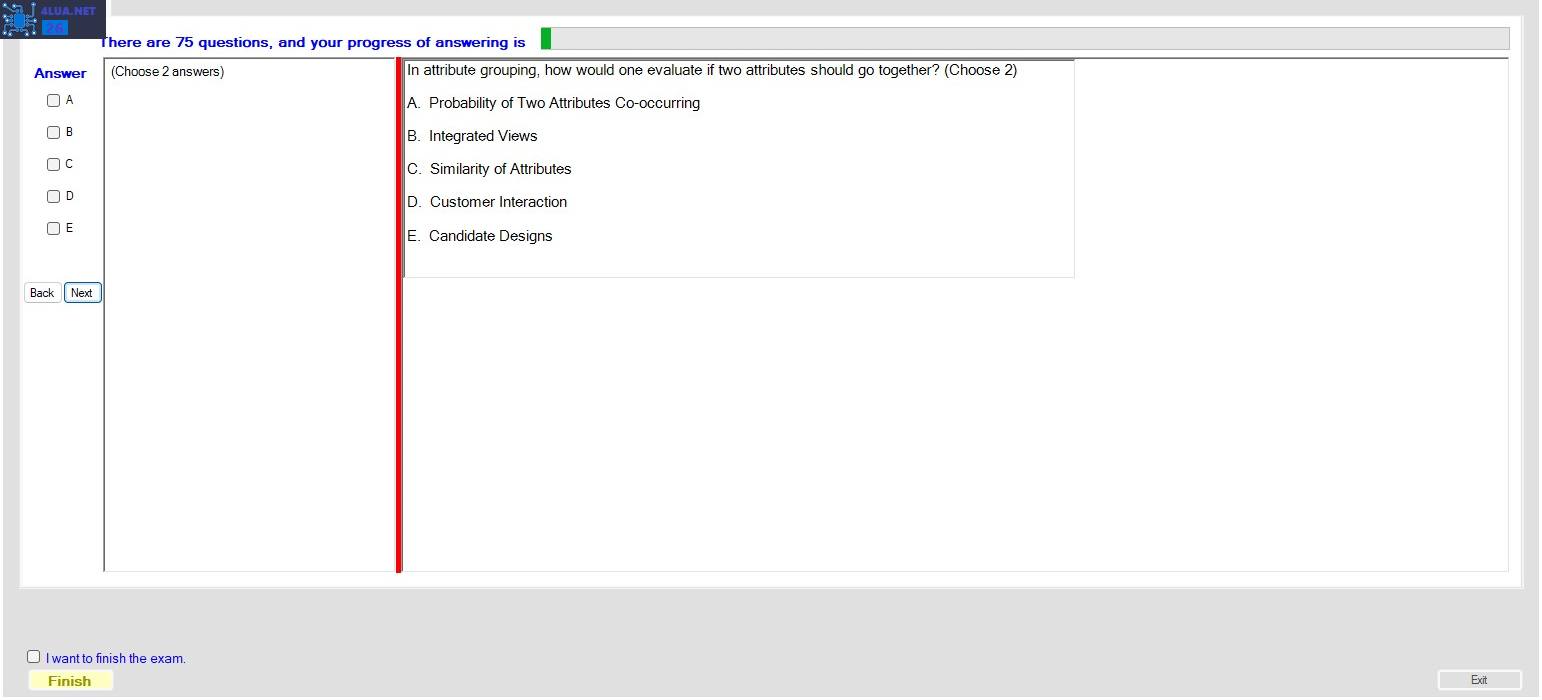 4LUA.NET
26
There are 75 questions, and your progress of answering is
Answer
(Choose 2 answers)
A
B
C
D
E
Back Next
In attribute grouping, how would one evaluate if two attributes should go together? (Choose 2)
A. Probability of Two Attributes Co-occurring
B. Integrated Views
C. Similarity of Attributes
D. Customer Interaction
E. Candidate Designs
I want to finish the exam.
Finish
Exit